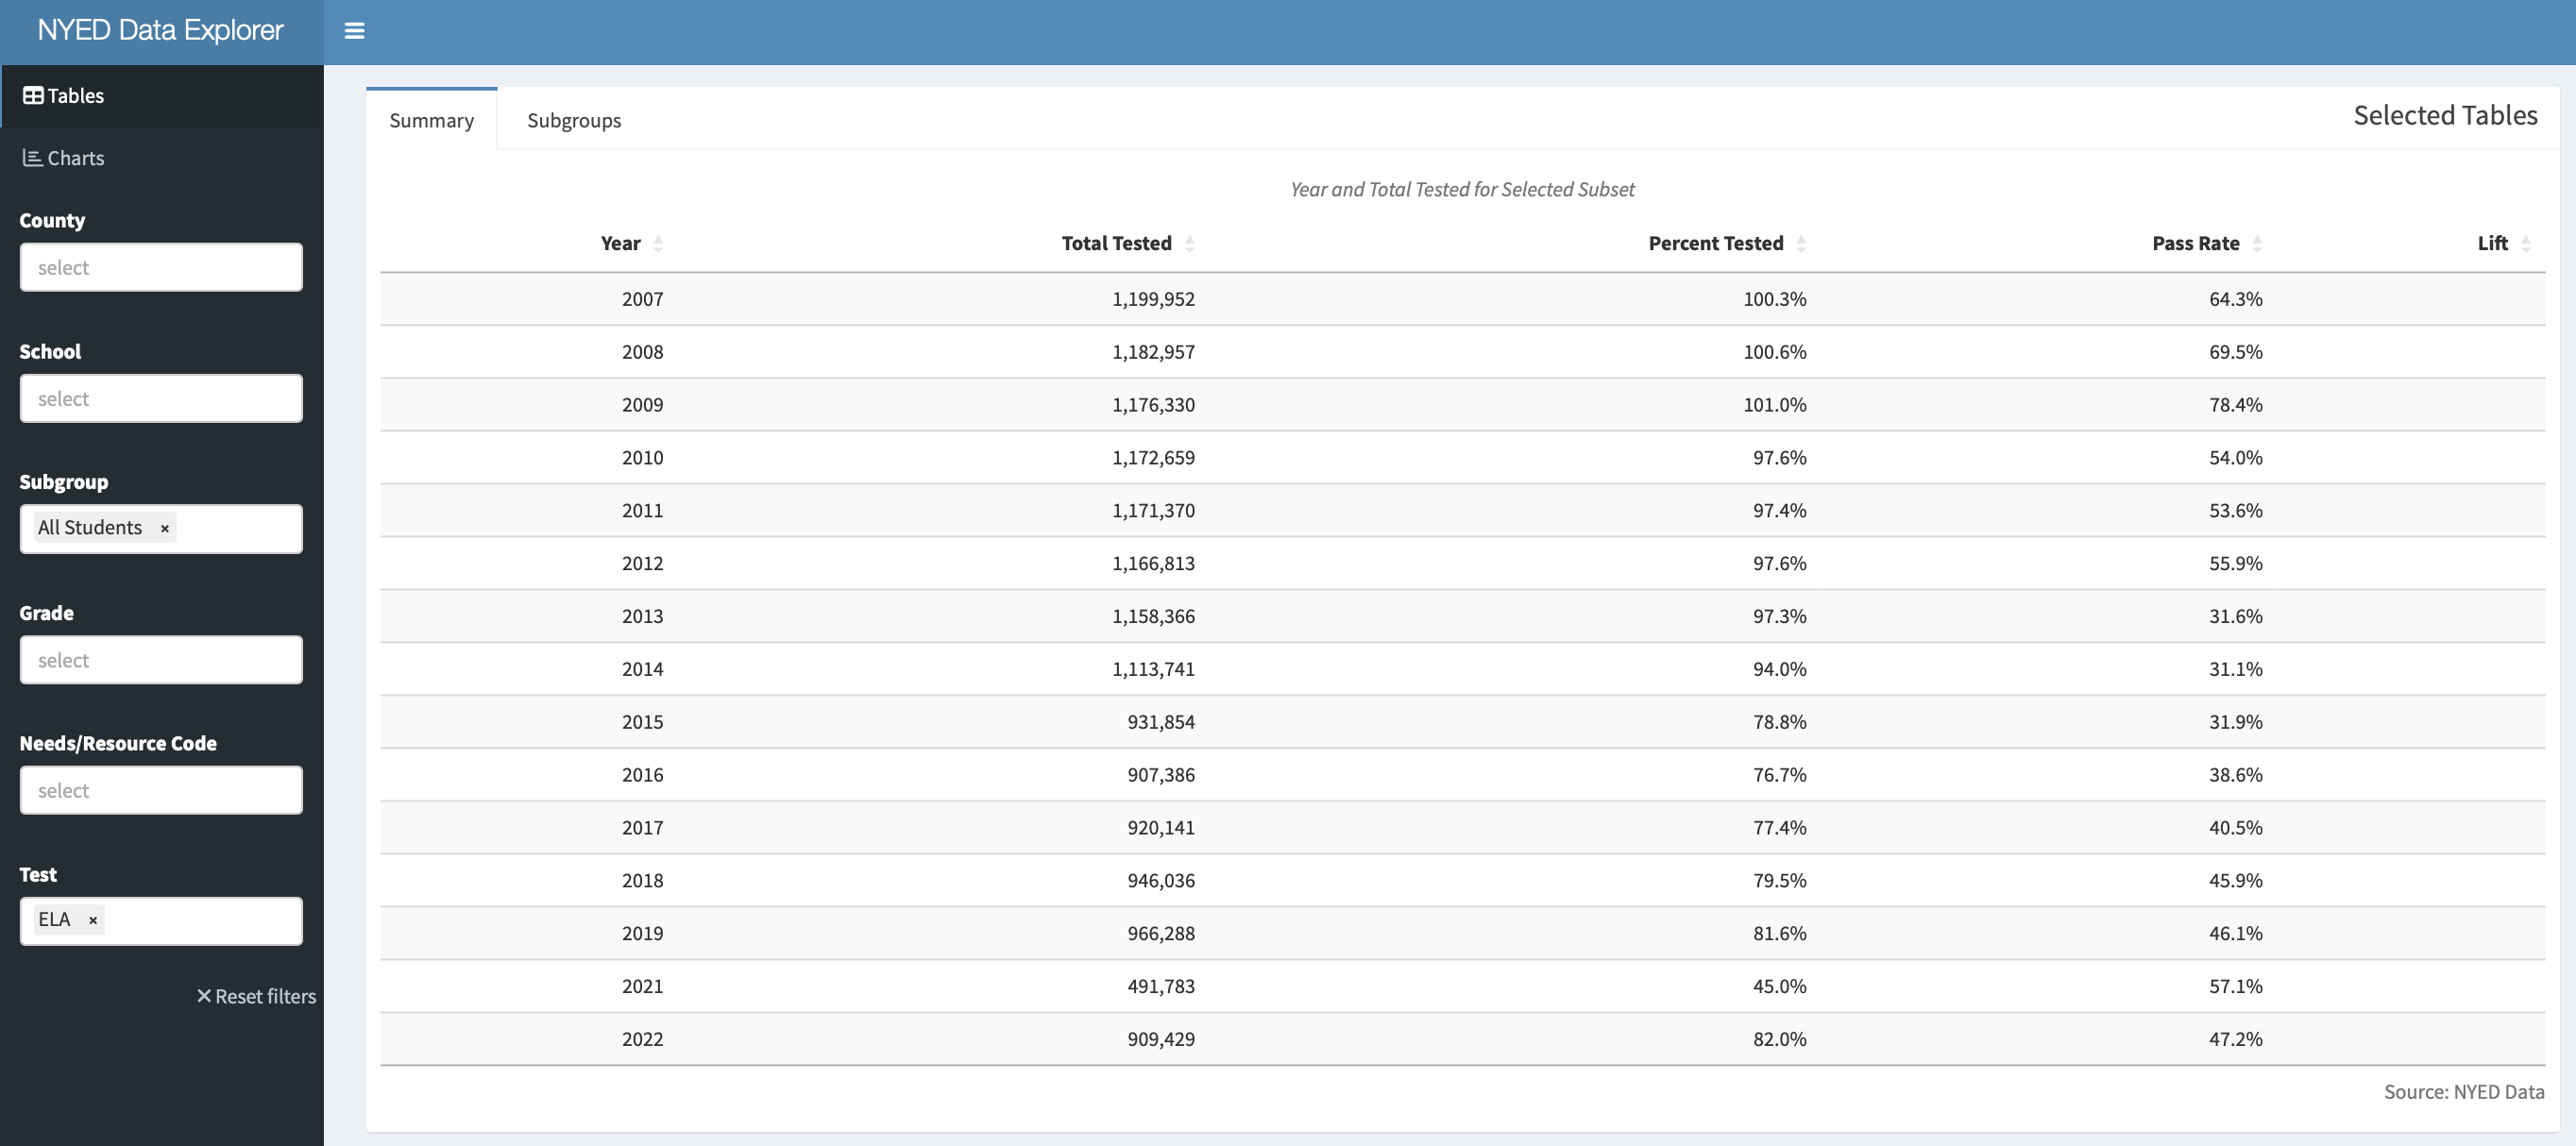 NYED Data Explorer
Tables
Charts
County
select
School
select
Subgroup
All Students ×
Grade
select
Needs/Resource Code
select
Test
ELA ×
× Reset filters
Summary Subgroups Selected Tables
Year and Total Tested for Selected Subset
Year Total Tested Percent Tested Pass Rate Lift
2007 1,199,952 100.3% 64.3%
2008 1,182,957 100.6% 69.5%
2009 1,176,330 101.0% 78.4%
2010 1,172,659 97.6% 54.0%
2011 1,171,370 97.4% 53.6%
2012 1,166,813 97.6% 55.9%
2013 1,158,366 97.3% 31.6%
2014 1,113,741 94.0% 31.1%
2015 931,854 78.8% 31.9%
2016 907,386 76.7% 38.6%
2017 920,141 77.4% 40.5%
2018 946,036 79.5% 45.9%
2019 966,288 81.6% 46.1%
2021 491,783 45.0% 57.1%
2022 909,429 82.0% 47.2%
Source: NYED Data